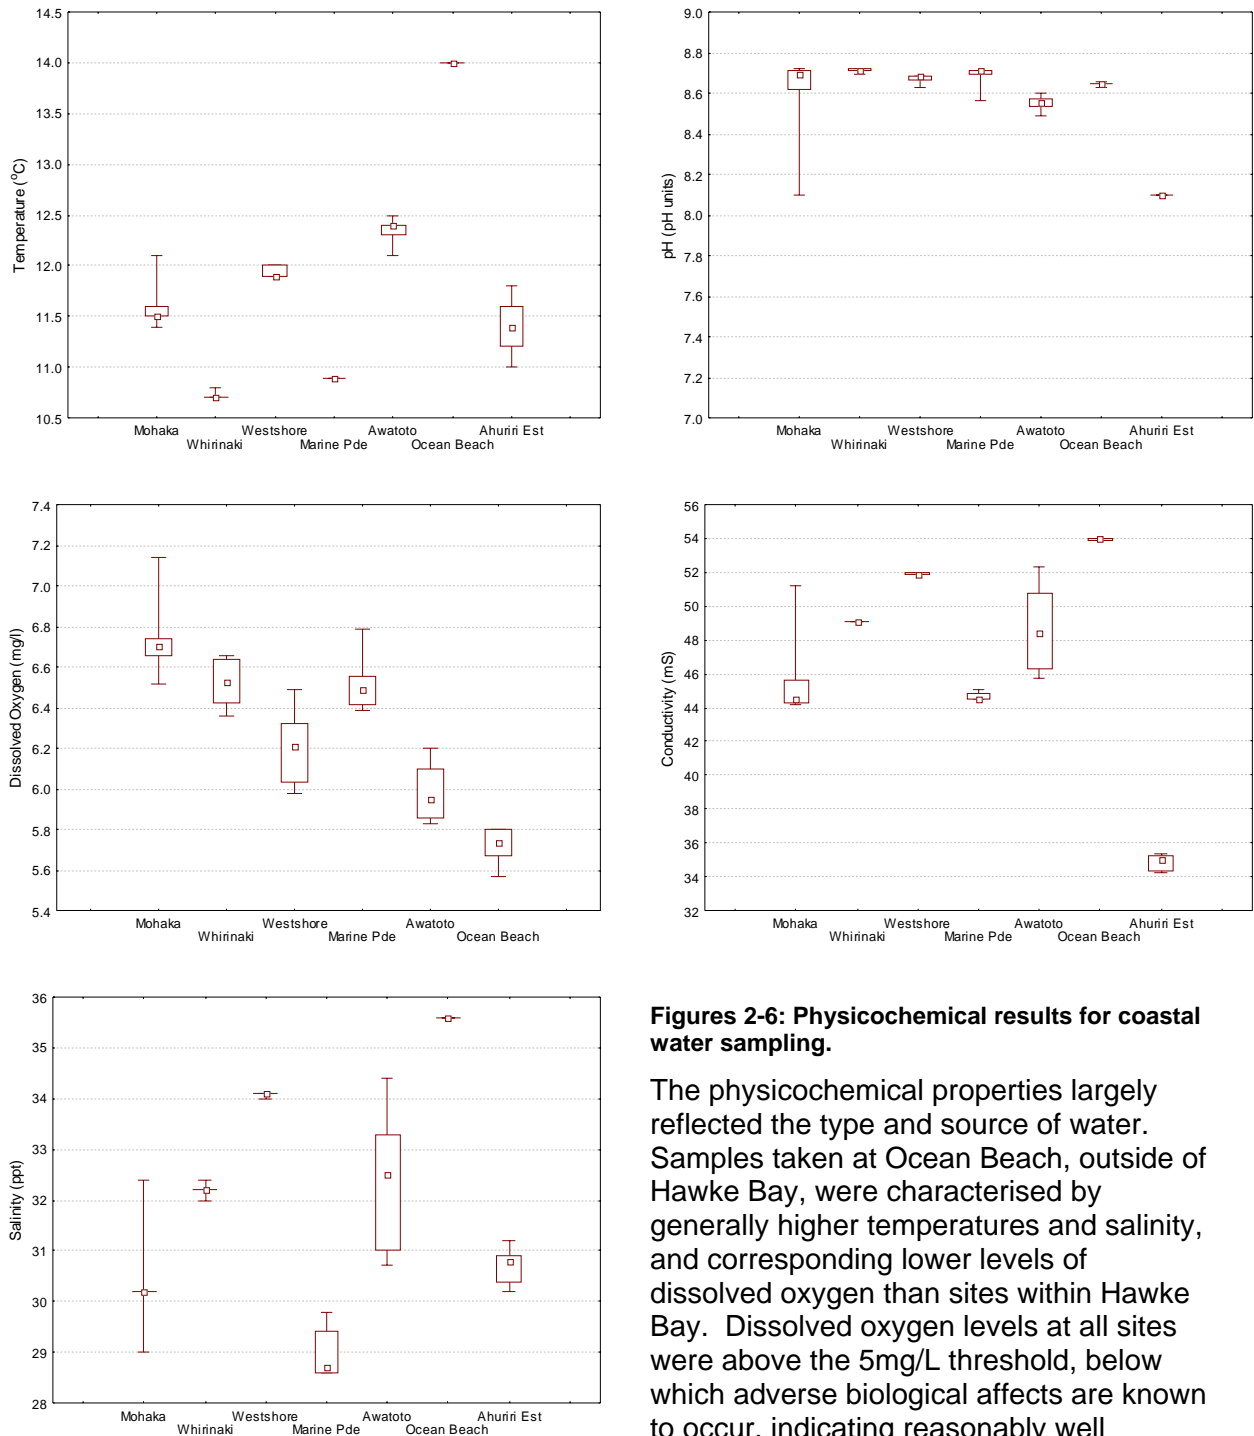 14.5
14.0
13.5
13.0
12.5
12.0
11.5
11.0
10.5
Temperature (°C)
Mohaka Westshore Awatoto Ahuriri Est
Whirinaki Marine Pde Ocean Beach
9.0
8.8
8.6
8.4
8.2
8.0
7.8
7.6
7.4
7.2
7.0
pH (pH units)
Mohaka Westshore Awatoto Ahuriri Est
Whirinaki Marine Pde Ocean Beach
7.4
7.2
7.0
6.8
6.6
6.4
6.2
6.0
5.8
5.6
5.4
Dissolved Oxygen (mg/l)
Mohaka Westshore Awatoto
Whirinaki Marine Pde Ocean Beach
56
54
52
50
48
46
44
42
40
38
36
34
32
Conductivity (mS)
Mohaka Westshore Awatoto Ahuriri Est
Whirinaki Marine Pde Ocean Beach
36
35
34
33
32
31
30
29
28
Salinity (ppt)
Mohaka Westshore Awatoto Ahuriri Est
Whirinaki Marine Pde Ocean Beach
Figures 2-6: Physicochemical results for coastal
water sampling.
The physicochemical properties largely
reflected the type and source of water.
Samples taken at Ocean Beach, outside of
Hawke Bay, were characterised by
generally higher temperatures and salinity,
and corresponding lower levels of
dissolved oxygen than sites within Hawke
Bay. Dissolved oxygen levels at all sites
were above the 5mg/L threshold, below
which adverse biological affects are known
to occur, indicating reasonably well